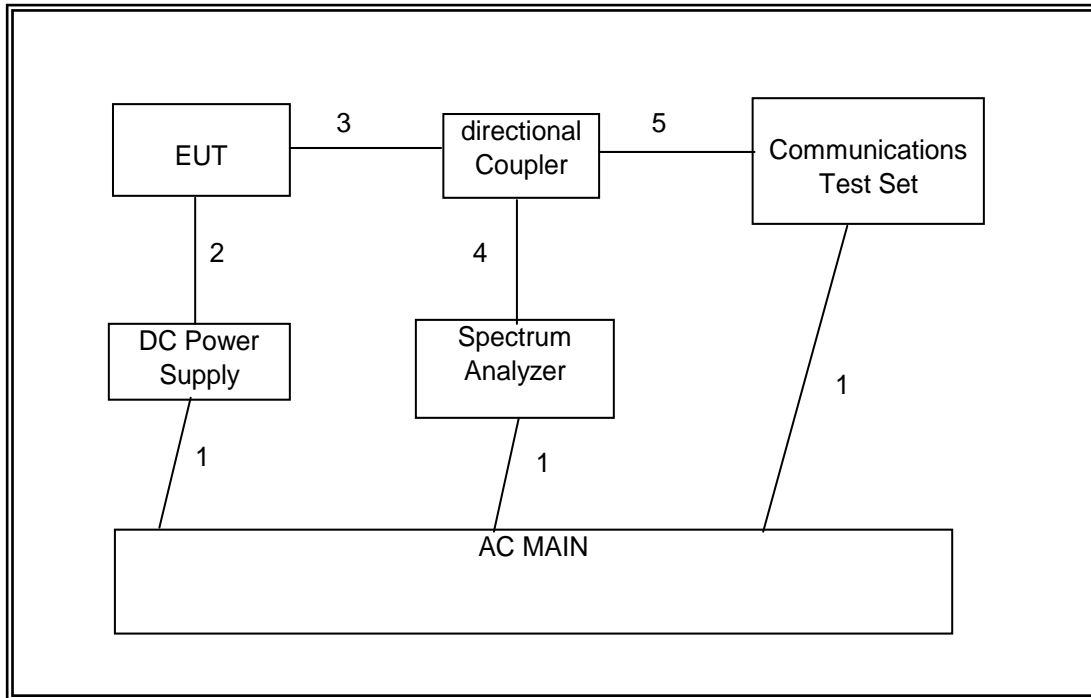 EUT
3
directional
Coupler
5
Communications
Test Set
2
4
DC Power
Supply
Spectrum
Analyzer
1
1
1
AC MAIN